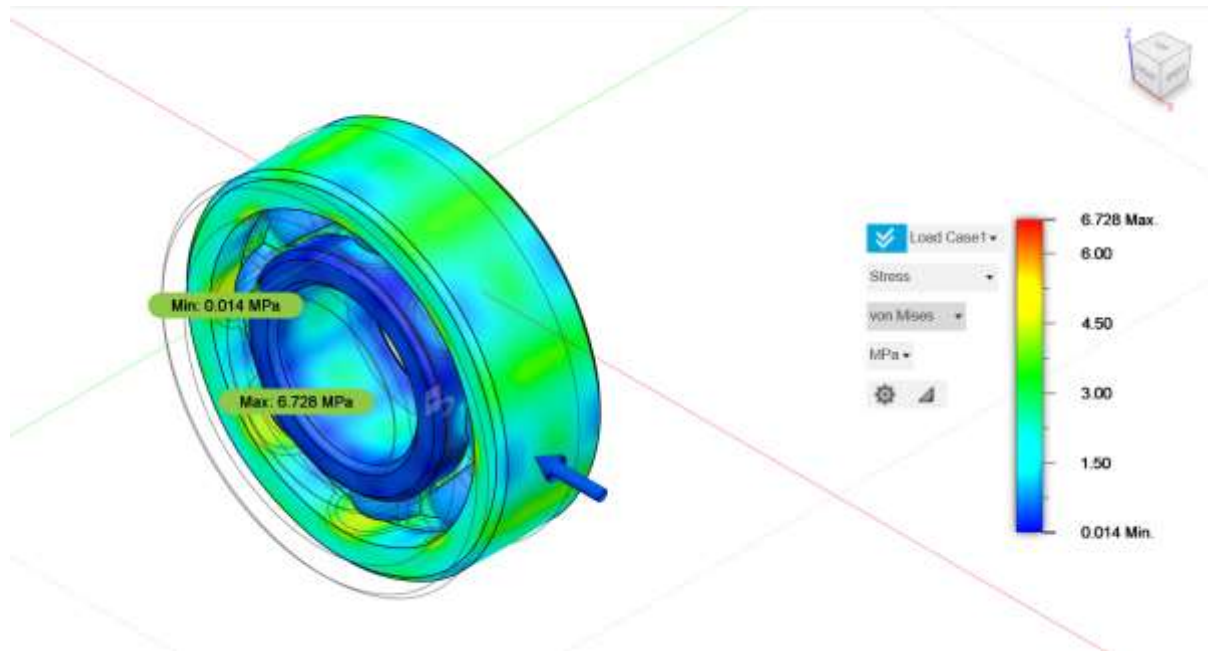 Z
X
Min: 0.014 MPa
Max: 6.728 MPa
Load Case1
Stress
von Mises
MPa
6.728 Max.
6.00
4.50
3.00
1.50
0.014 Min.